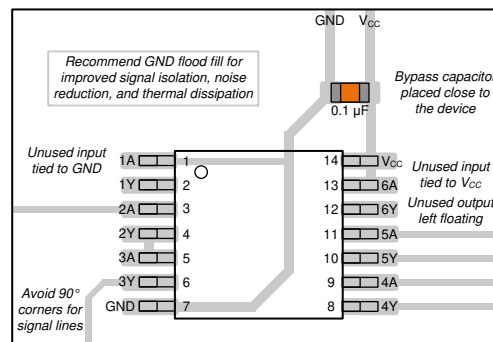 GND VCC
Recommend GND flood fill for
improved signal isolation, noise
reduction, and thermal dissipation
Bypass capacitor
placed close to
the device
0.1 µF
Unused input
tied to GND
1A 1 14 VCC
1Y 2 13 6A
2A 3 12 6Y
2Y 4 11 5A
3A 5 10 5Y
3Y 6 9 4A
GND 7 8 4Y
Unused input
tied to VCC
Unused output
left floating
Avoid 90°
corners for
signal lines